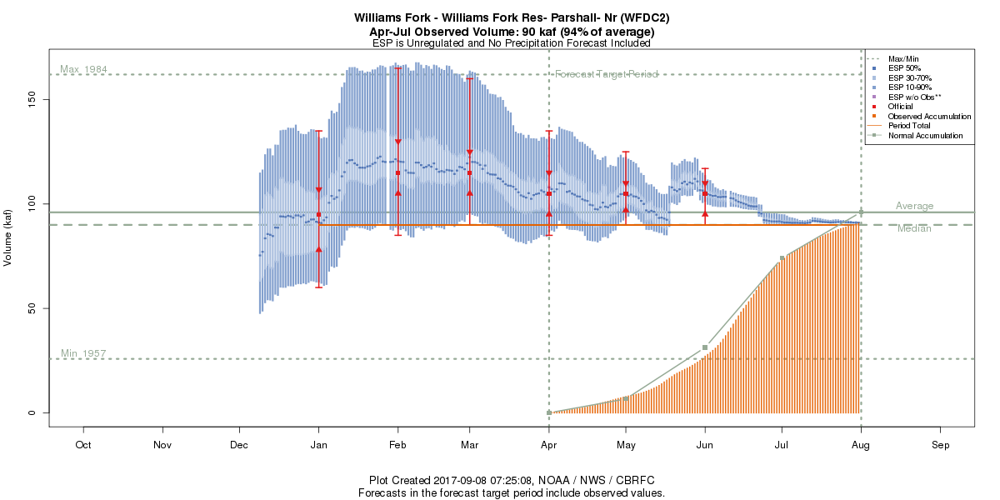 Williams Fork - Williams Fork Res- Parshall- Nr (WFDC2)
Apr-Jul Observed Volume: 90 kaf (94% of average)
ESP is Unregulated and No Precipitation Forecast Included
Max 1984
Forecast Target Period
Max/Min
ESP 50%
ESP 30-70%
ESP 10-90%
ESP w/o Obs**
Official
Observed Accumulation
Period Total
Normal Accumulation
Average
Median
Min 1957
Volume (kaf)
150
100
50
0
Oct Nov Dec Jan Feb Mar Apr May Jun Jul Aug Sep
Plot Created 2017-09-08 07:25:08, NOAA / NWS / CBRFC
Forecasts in the forecast target period include observed values.